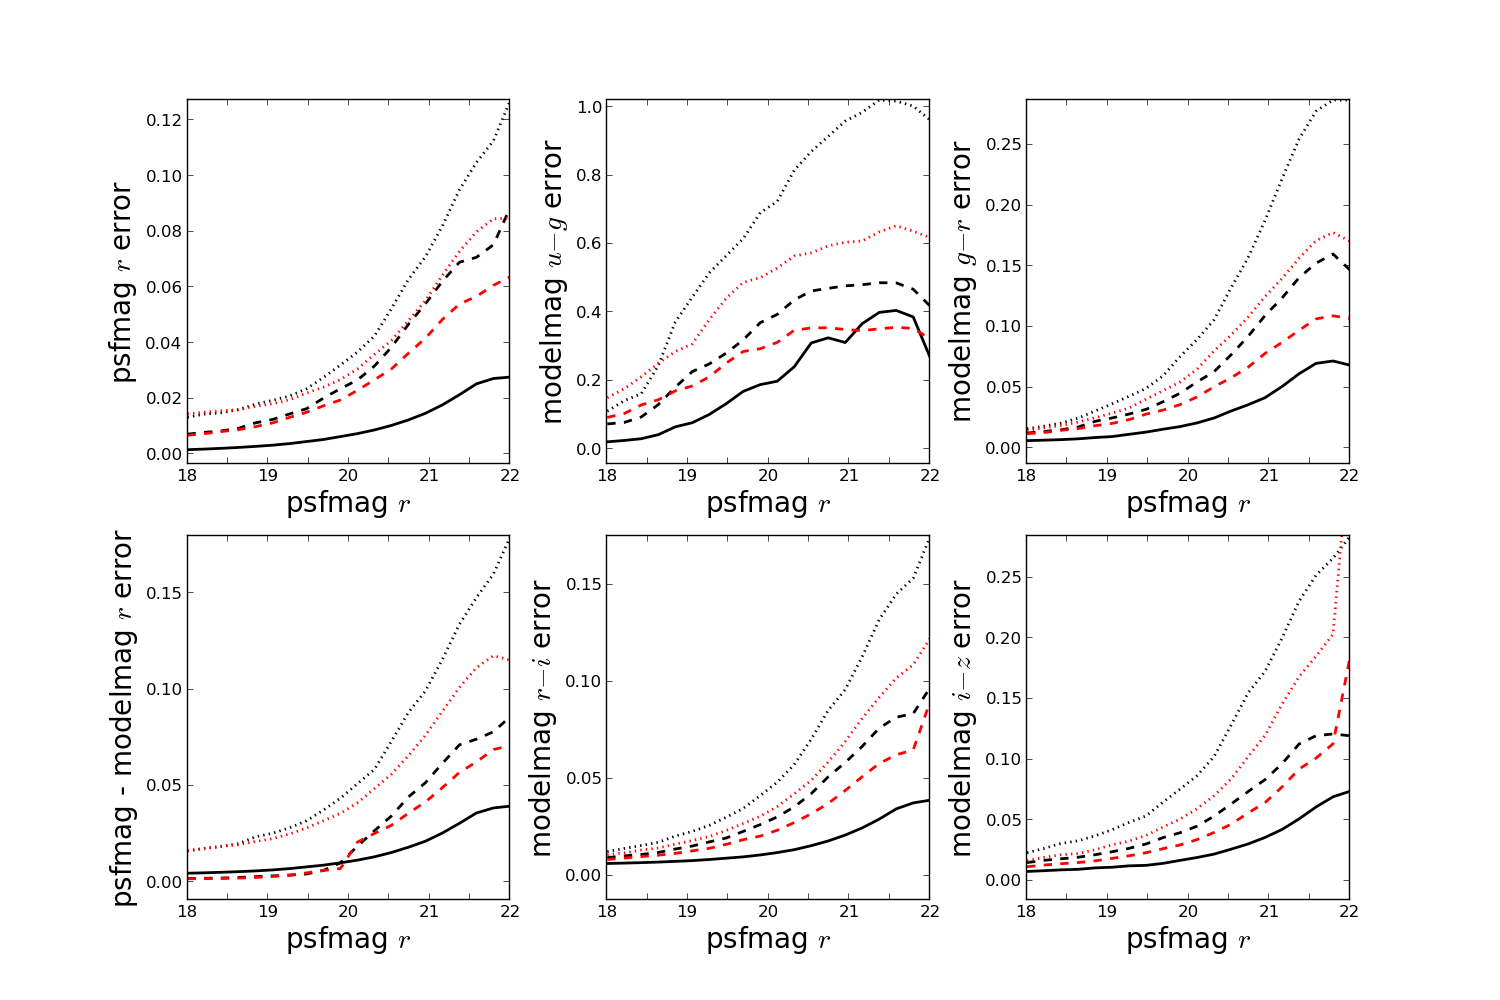 psfmag r error
0.12
0.10
0.08
0.06
0.04
0.02
0.00
18 19 20 21 22
psfmag r
modelmag u−g error
1.0
0.8
0.6
0.4
0.2
0.0
18 19 20 21 22
psfmag r
modelmag g−r error
0.25
0.20
0.15
0.10
0.05
0.00
18 19 20 21 22
psfmag r
psfmag - modelmag r error
0.15
0.10
0.05
0.00
18 19 20 21 22
psfmag r
modelmag r−i error
0.15
0.10
0.05
0.00
18 19 20 21 22
psfmag r
modelmag i−z error
0.25
0.20
0.15
0.10
0.05
0.00
18 19 20 21 22
psfmag r